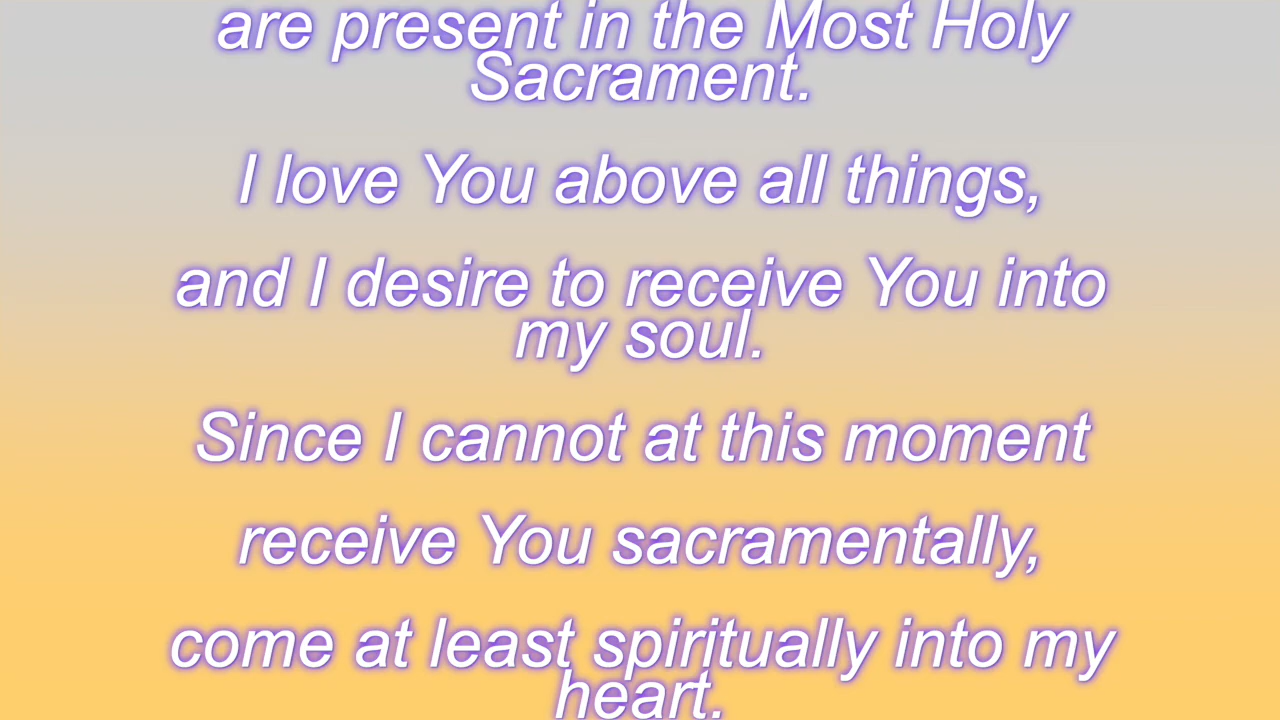 are present in the Most Holy
Sacrament.
I love You above all things,
and I desire to receive You into
my soul.
Since I cannot at this moment
receive You sacramentally,
come at least spiritually into my
heart.